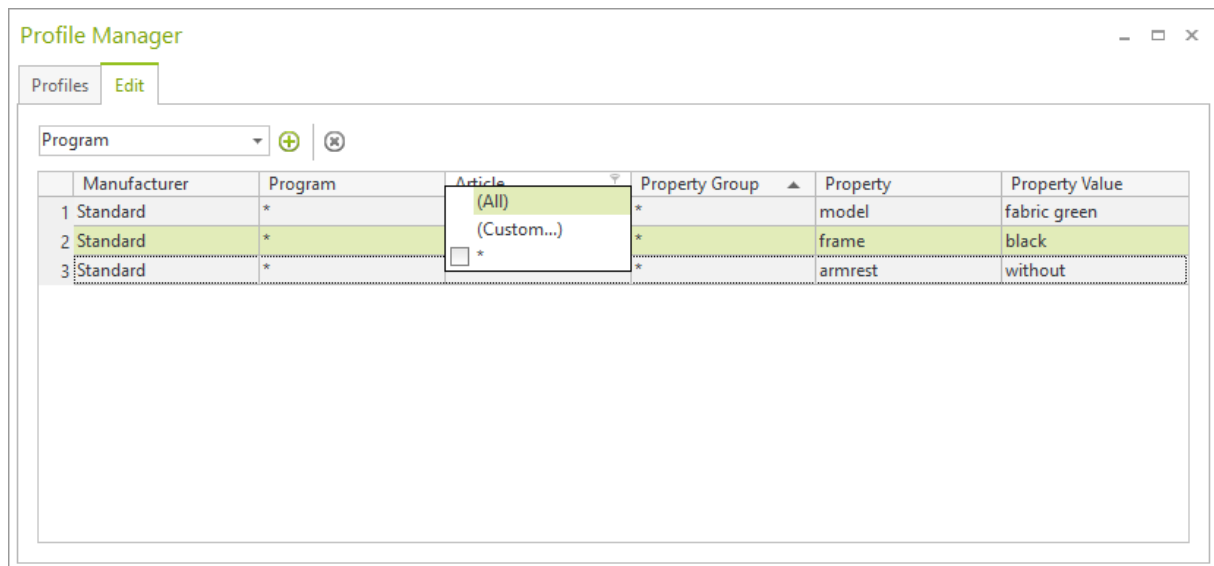 Profile Manager
Profiles Edit
Program
Manufacturer Program Article Property Group Property Property Value
(All)
1 Standard * * model fabric green
(Custom...)
2 Standard * * frame black
*
3 Standard * * armrest without